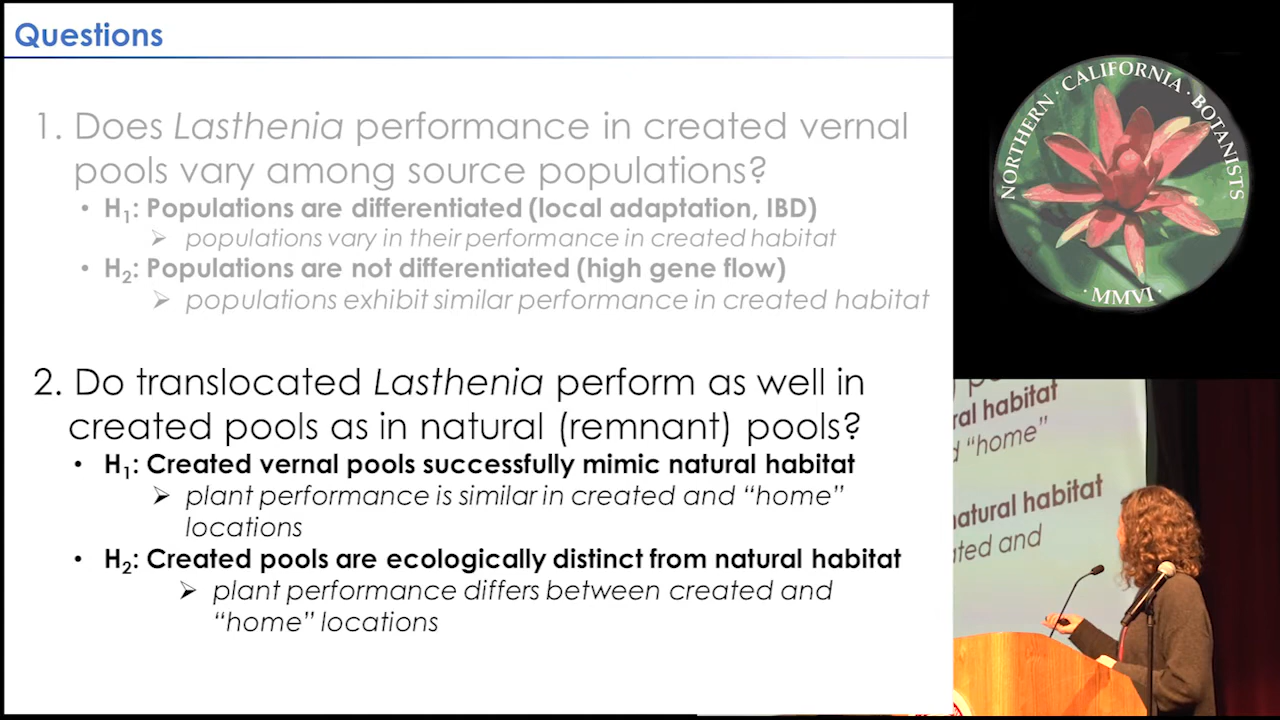 Questions
1. Does Lasthenia performance in created vernal
pools vary among source populations?
• H1: Populations are differentiated (local adaptation, IBD)
➢ populations vary in their performance in created habitat
• H2: Populations are not differentiated (high gene flow)
➢ populations exhibit similar performance in created habitat
2. Do translocated Lasthenia perform as well in
created pools as in natural (remnant) pools?
• H1: Created vernal pools successfully mimic natural habitat
➢ plant performance is similar in created and “home”
locations
• H2: Created pools are ecologically distinct from natural habitat
➢ plant performance differs between created and
“home” locations
NORTHERN · CALIFORNIA · BOTANISTS
· MMVI ·
ral habitat
d “home”
natural habitat
ated and